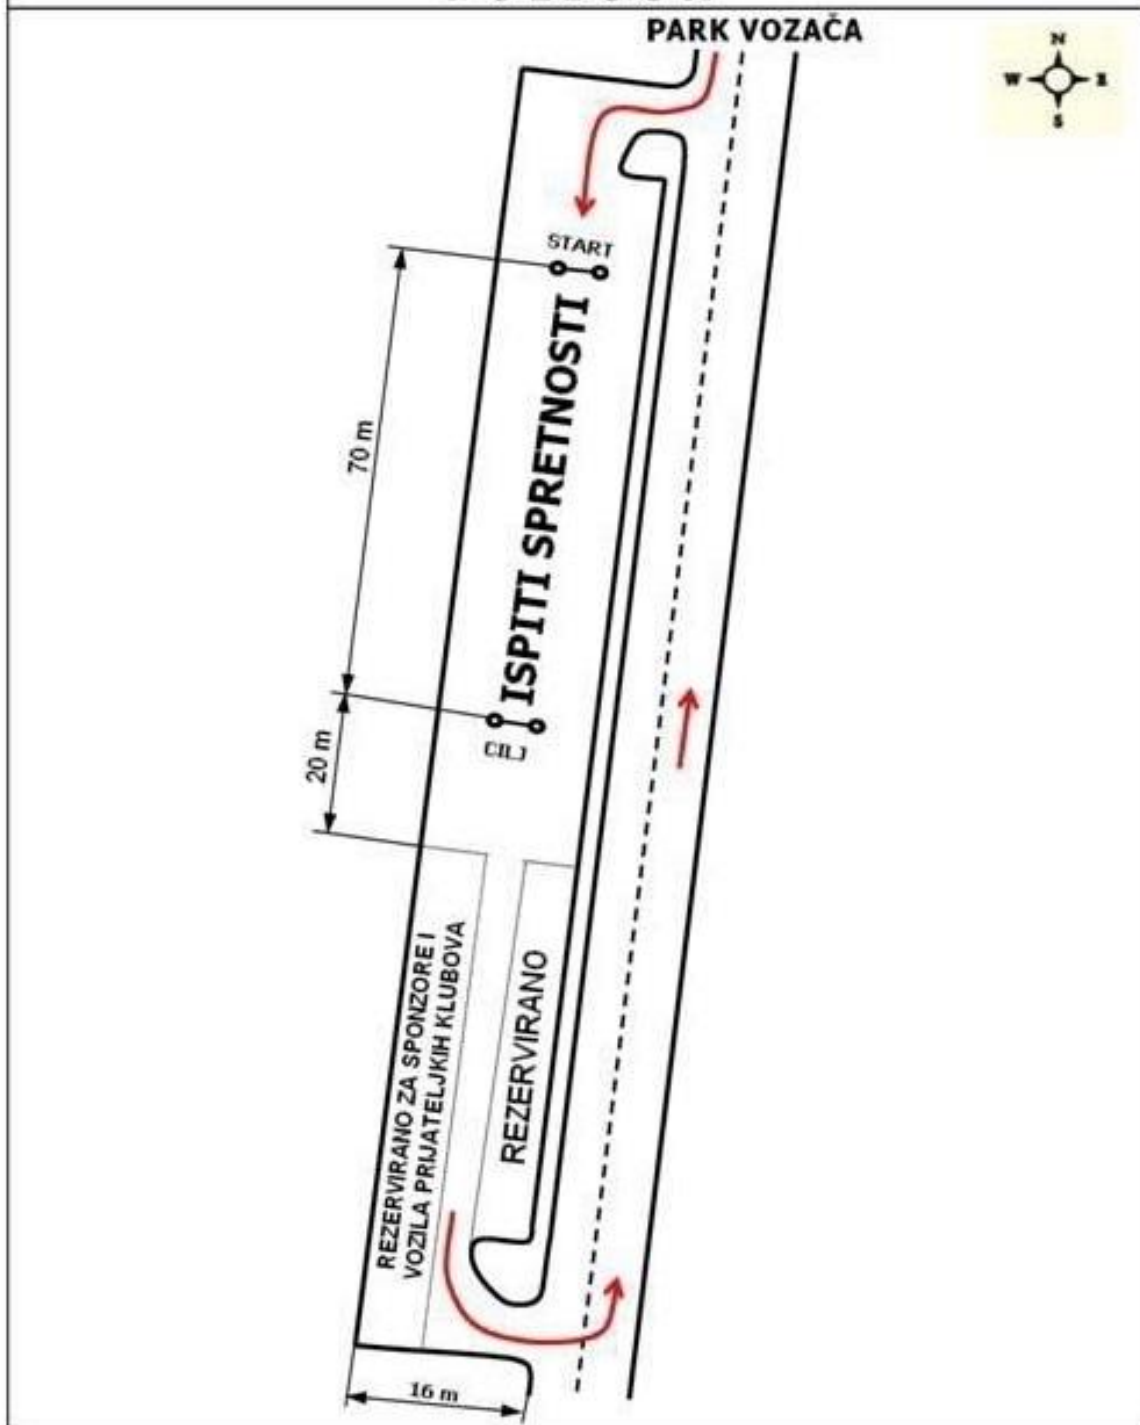 PARK VOZAČA
N
W
E
S
START
ISPITI SPRETNOSTI
70 m
CILJ
20 m
REZERVIRANO ZA SPONZORE I
VOZILA PRIJATELJKIH KLUBOVA
REZERVIRANO
16 m